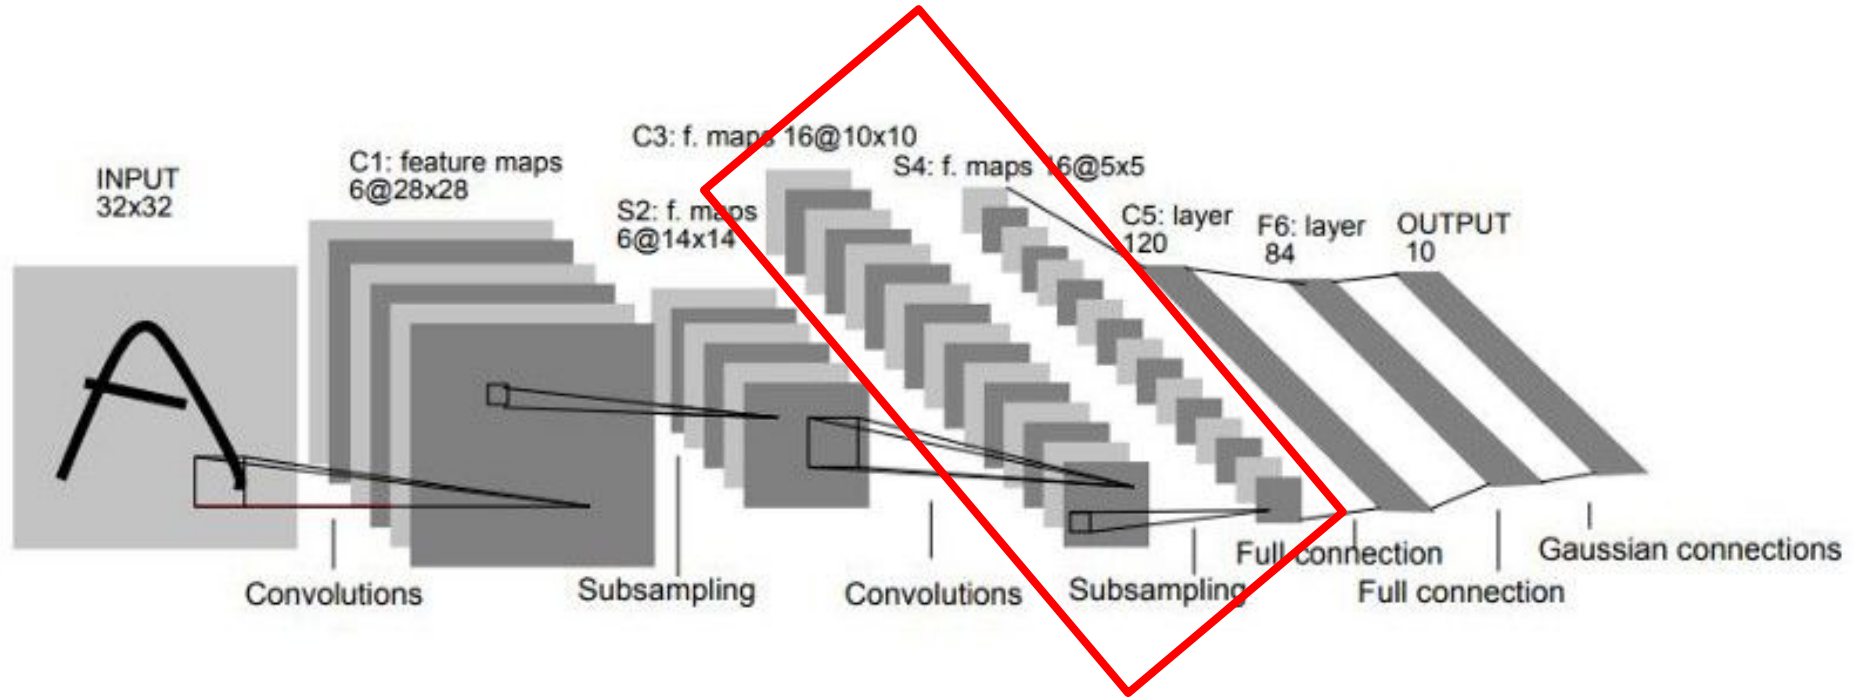 INPUT
32x32
C1: feature maps
6@28x28
C3: f. maps 16@10x10
S2: f. maps
6@14x14
S4: f. maps 16@5x5
C5: layer
120
F6: layer
84
OUTPUT
10
Convolutions
Subsampling
Convolutions
Subsampling
Full connection
Full connection
Gaussian connections